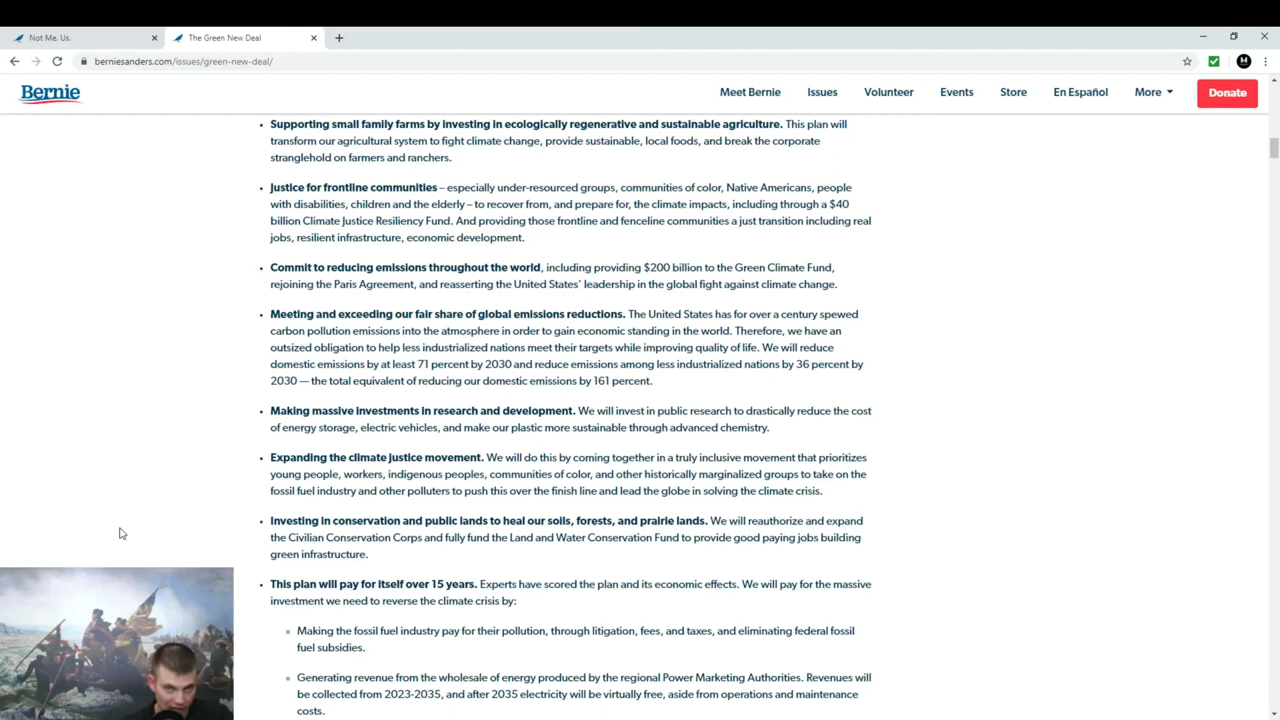 Not Me. Us.
The Green New Deal
berniesanders.com/issues/green-new-deal/
Bernie
Meet Bernie Issues Volunteer Events Store En Español More Donate
• Supporting small family farms by investing in ecologically regenerative and sustainable agriculture. This plan will
transform our agricultural system to fight climate change, provide sustainable, local foods, and break the corporate
stranglehold on farmers and ranchers.
• Justice for frontline communities – especially under-resourced groups, communities of color, Native Americans, people
with disabilities, children and the elderly – to recover from, and prepare for, the climate impacts, including through a $40
billion Climate Justice Resiliency Fund. And providing those frontline and fenceline communities a just transition including real
jobs, resilient infrastructure, economic development.
• Commit to reducing emissions throughout the world, including providing $200 billion to the Green Climate Fund,
rejoining the Paris Agreement, and reasserting the United States’ leadership in the global fight against climate change.
• Meeting and exceeding our fair share of global emissions reductions. The United States has for over a century spewed
carbon pollution emissions into the atmosphere in order to gain economic standing in the world. Therefore, we have an
outsized obligation to help less industrialized nations meet their targets while improving quality of life. We will reduce
domestic emissions by at least 71 percent by 2030 and reduce emissions among less industrialized nations by 36 percent by
2030 — the total equivalent of reducing our domestic emissions by 161 percent.
• Making massive investments in research and development. We will invest in public research to drastically reduce the cost
of energy storage, electric vehicles, and make our plastic more sustainable through advanced chemistry.
• Expanding the climate justice movement. We will do this by coming together in a truly inclusive movement that prioritizes
young people, workers, indigenous peoples, communities of color, and other historically marginalized groups to take on the
fossil fuel industry and other polluters to push this over the finish line and lead the globe in solving the climate crisis.
• Investing in conservation and public lands to heal our soils, forests, and prairie lands. We will reauthorize and expand
the Civilian Conservation Corps and fully fund the Land and Water Conservation Fund to provide good paying jobs building
green infrastructure.
• This plan will pay for itself over 15 years. Experts have scored the plan and its economic effects. We will pay for the massive
investment we need to reverse the climate crisis by:
Making the fossil fuel industry pay for their pollution, through litigation, fees, and taxes, and eliminating federal fossil
fuel subsidies.
Generating revenue from the wholesale of energy produced by the regional Power Marketing Authorities. Revenues will
be collected from 2023-2035, and after 2035 electricity will be virtually free, aside from operations and maintenance
costs.